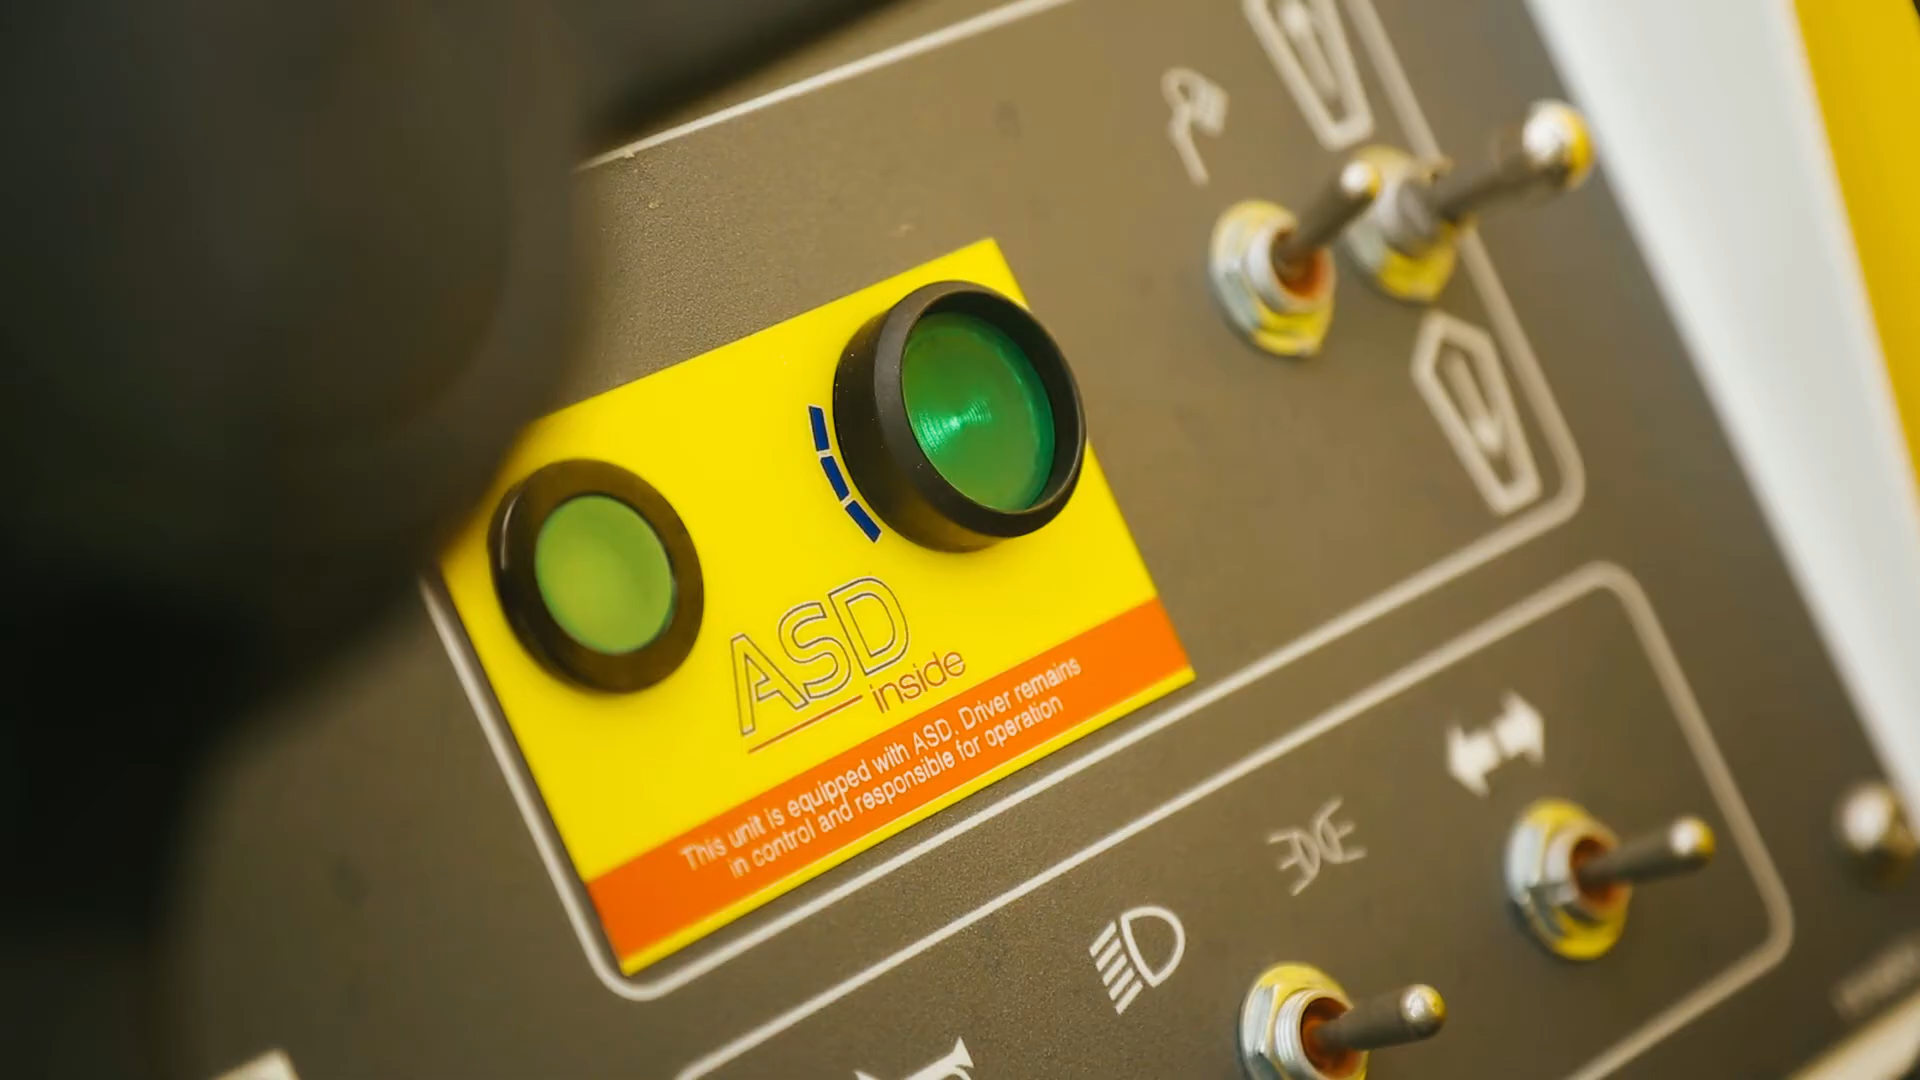 ASD
inside
This unit is equipped with ASD. Driver remains
in control and responsible for operation